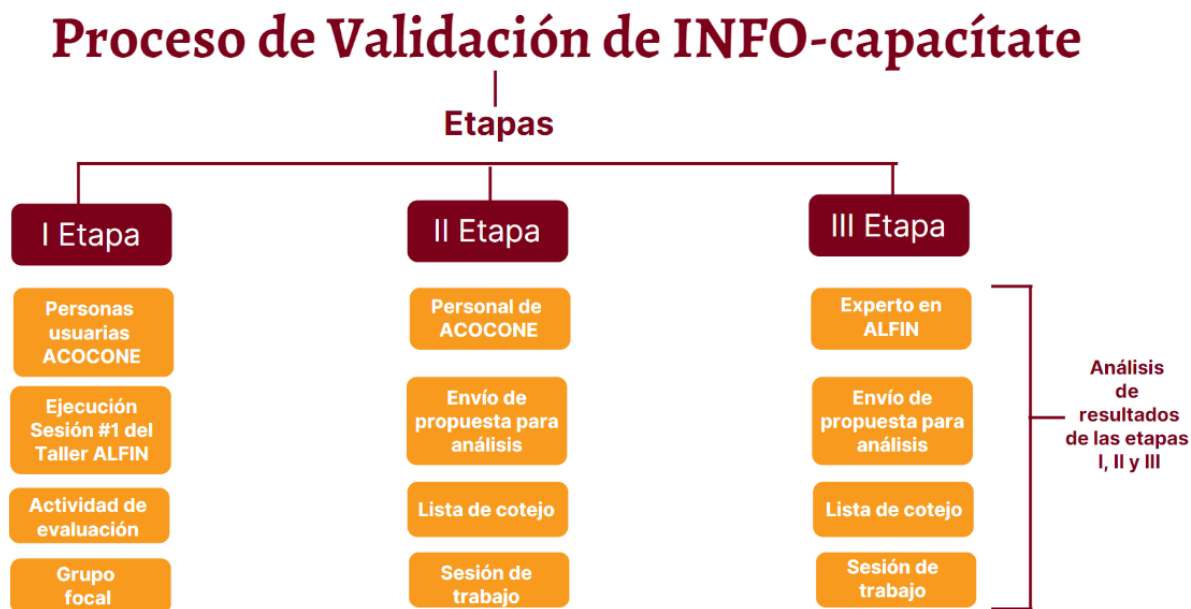 Proceso de Validación de INFO-capacítate
Etapas
I Etapa
Personas
usuarias
ACOCONE
Ejecución
Sesión #1 del
Taller ALFIN
Actividad de
evaluación
Grupo
focal
II Etapa
Personal de
ACOCONE
Envío de
propuesta para
análisis
Lista de cotejo
Sesión de
trabajo
III Etapa
Experto en
ALFIN
Envío de
propuesta para
análisis
Lista de cotejo
Sesión de
trabajo
Análisis
de
resultados
de las etapas
I, II y III